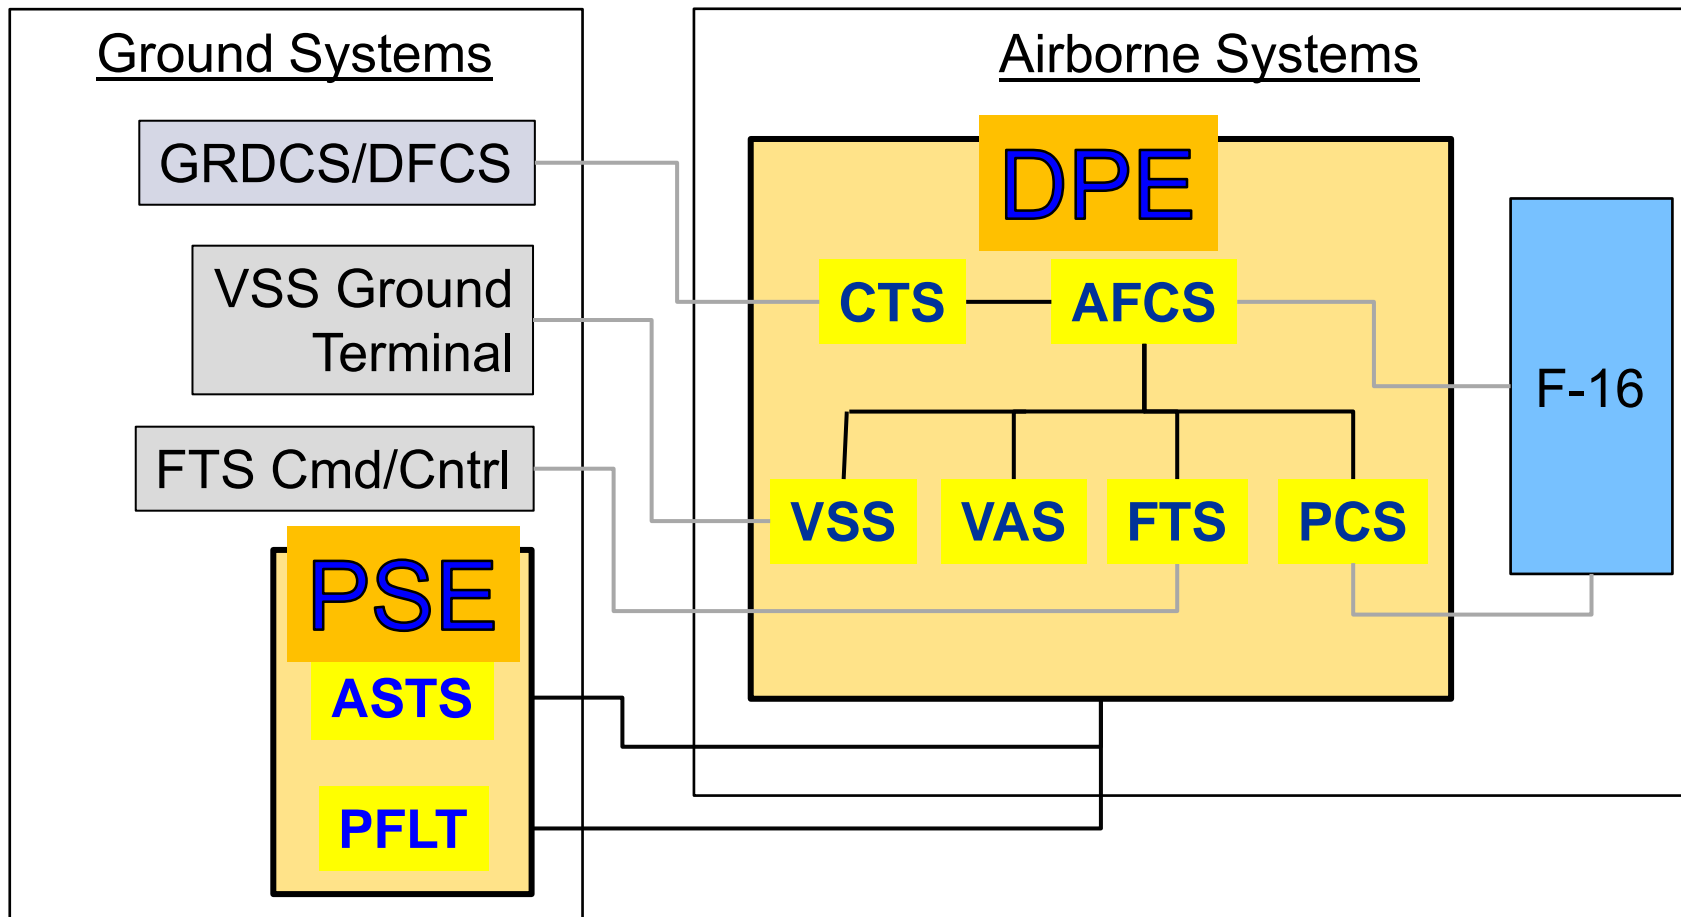 Ground Systems
GRDCS/DFCS
VSS Ground
Terminal
FTS Cmd/Cntrl
PSE
ASTS
PFLT
Airborne Systems
DPE
CTS
AFCS
VSS
VAS
FTS
PCS
F-16